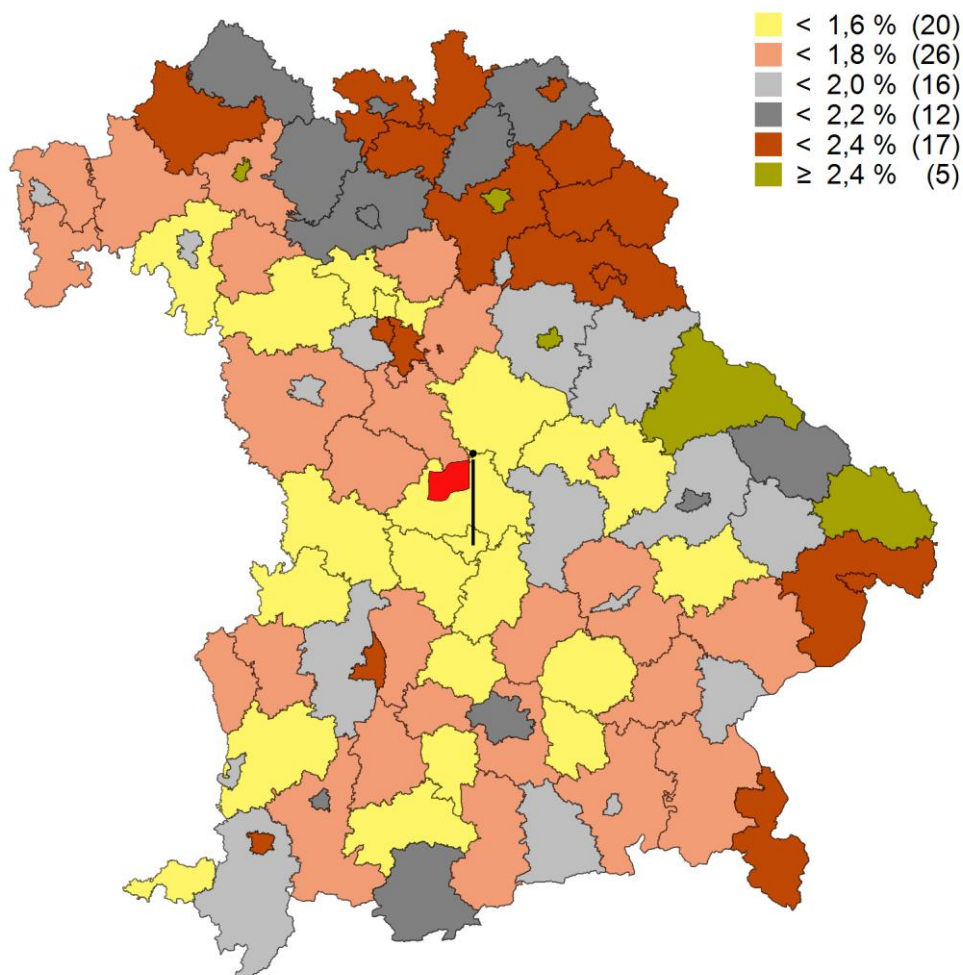 < 1,6 % (20)
< 1,8 % (26)
< 2,0 % (16)
< 2,2 % (12)
< 2,4 % (17)
≥ 2,4 % (5)